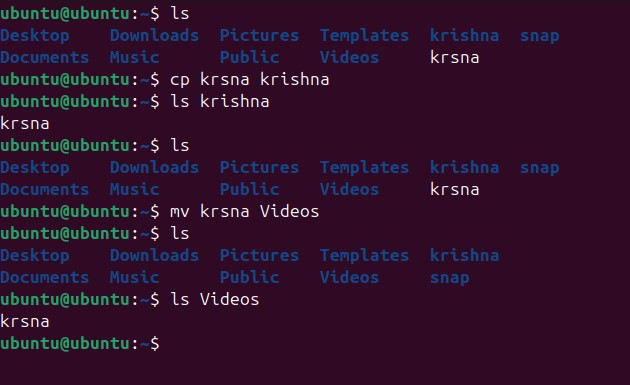 ubuntu@ubuntu:~$ ls
Desktop    Downloads  Pictures  Templates  krishna  snap
Documents  Music      Public    Videos     krsna
ubuntu@ubuntu:~$ cp krsna krishna
ubuntu@ubuntu:~$ ls krishna
krsna
ubuntu@ubuntu:~$ ls
Desktop    Downloads  Pictures  Templates  krishna  snap
Documents  Music      Public    Videos     krsna
ubuntu@ubuntu:~$ mv krsna Videos
ubuntu@ubuntu:~$ ls
Desktop    Downloads  Pictures  Templates  krishna
Documents  Music      Public    Videos     snap
ubuntu@ubuntu:~$ ls Videos
krsna
ubuntu@ubuntu:~$